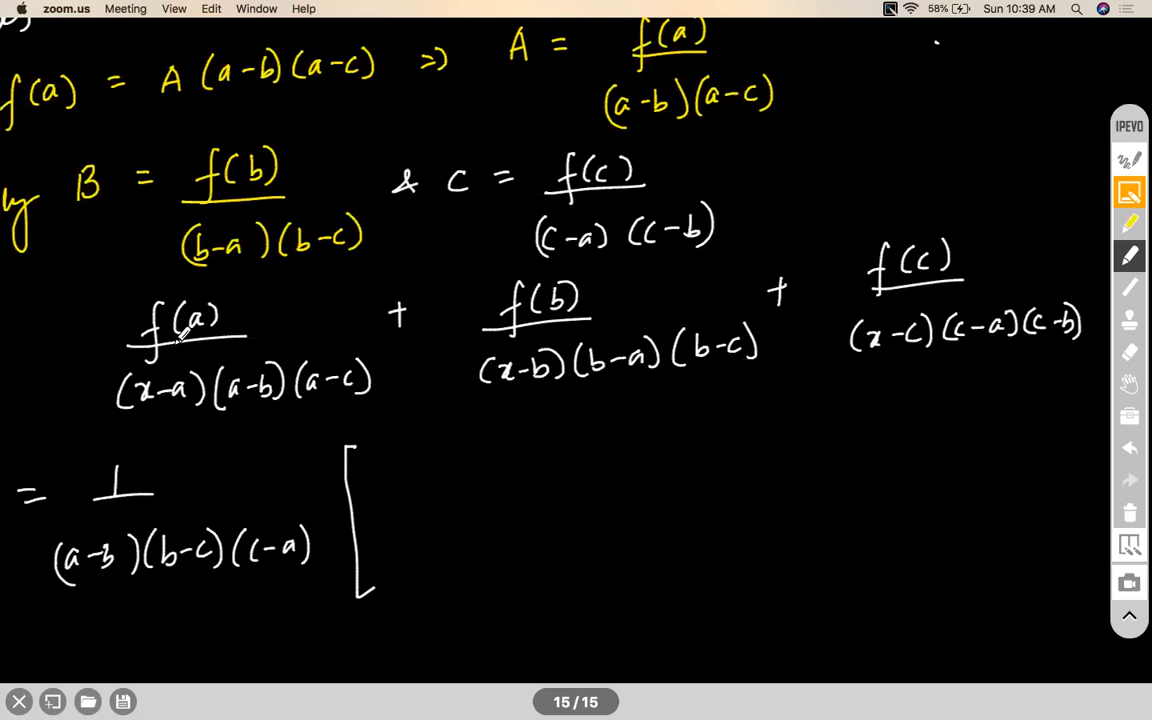 zoom.us Meeting View Edit Window Help 58% Sun 10:39 AM
f(a) = A (a-b)(a-c) => A = f(a) / (a-b)(a-c)
IPEVO
ly B = f(b) / (b-a)(b-c) & C = f(c) / (c-a)(c-b)
f(a) / (x-a)(a-b)(a-c) + f(b) / (x-b)(b-a)(b-c) + f(c) / (x-c)(c-a)(c-b)
= 1 / (a-b)(b-c)(c-a) [
15 / 15